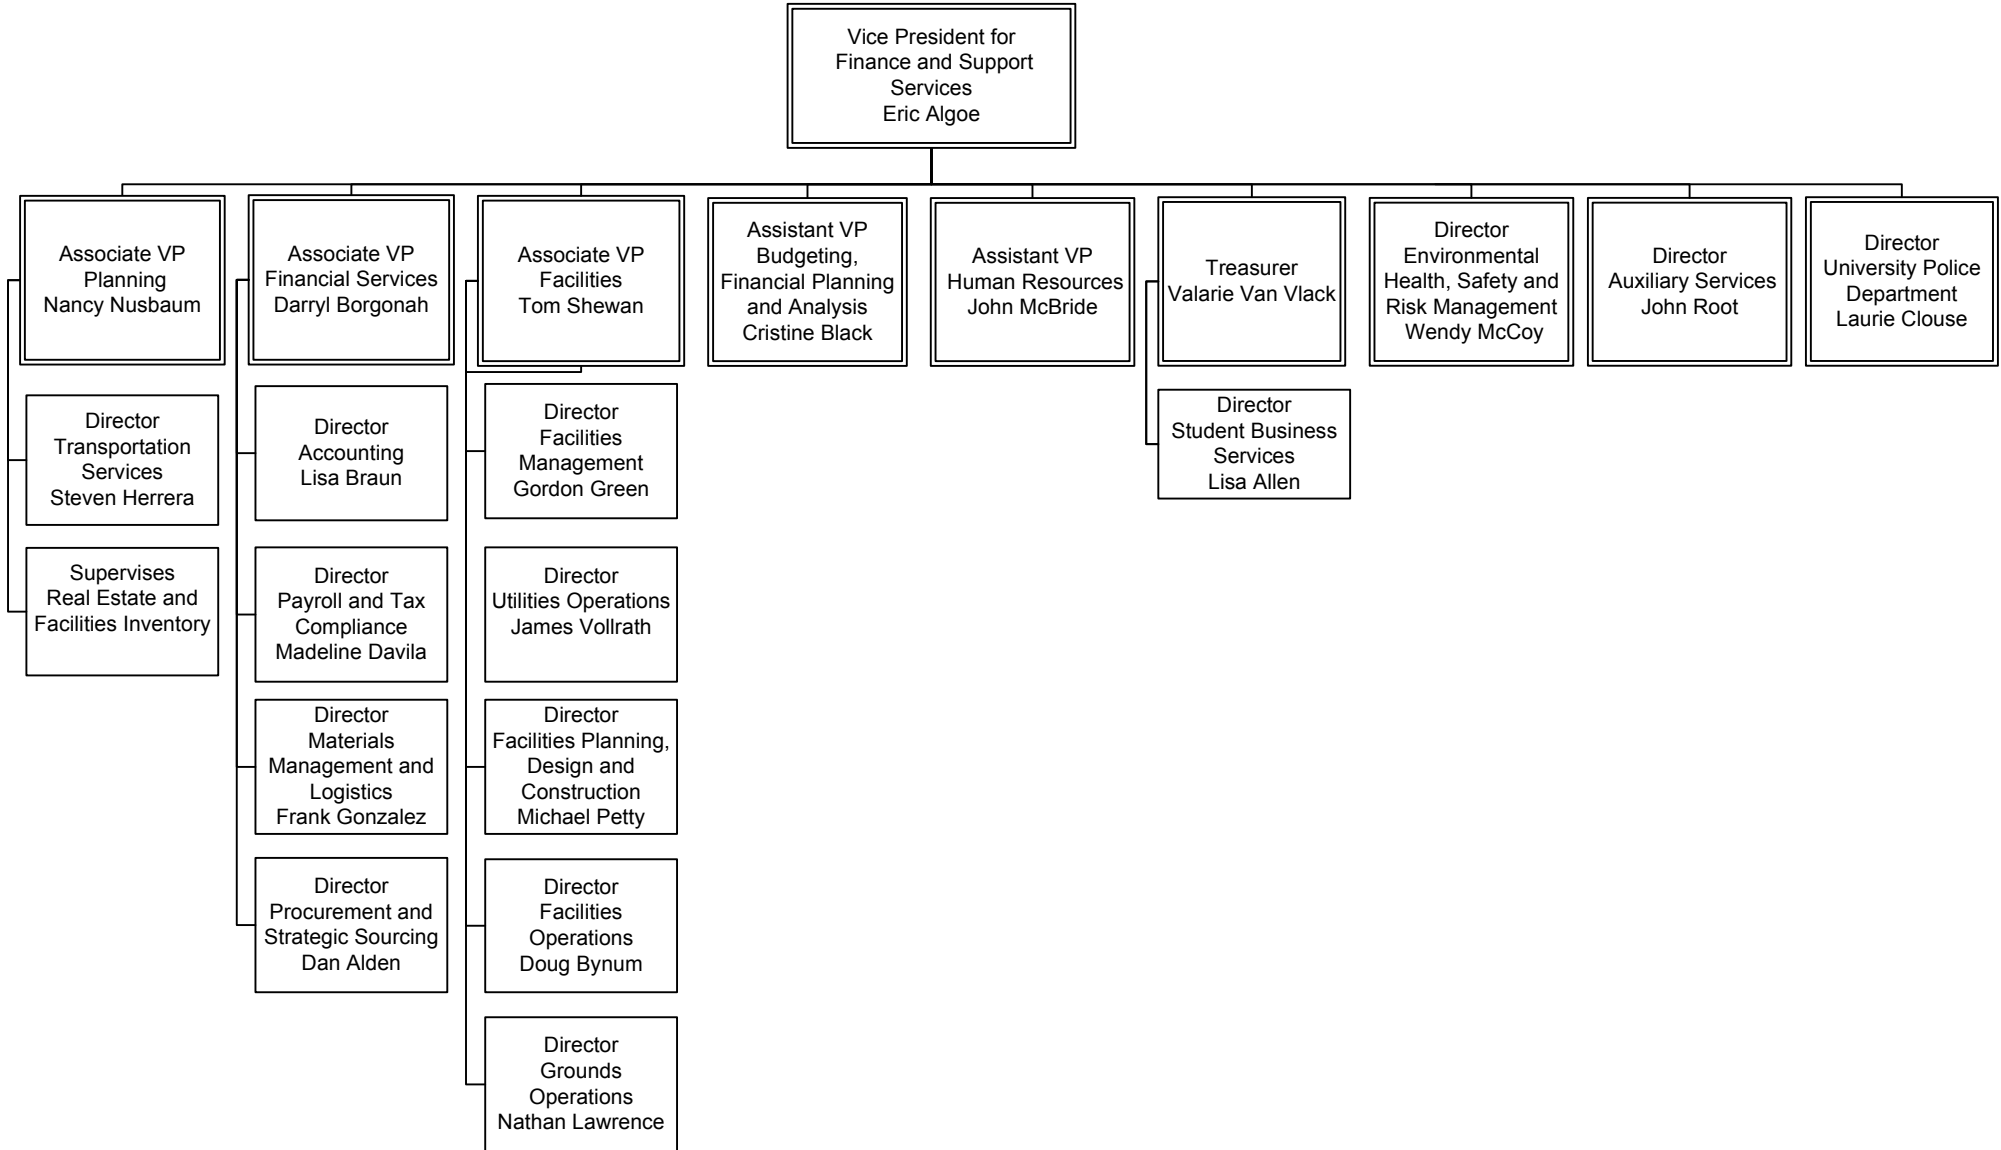 Vice President for
Finance and Support
Services
Eric Algoe
Associate VP
Planning
Nancy Nusbaum
Associate VP
Financial Services
Darryl Borgonah
Associate VP
Facilities
Tom Shewan
Assistant VP
Budgeting,
Financial Planning
and Analysis
Cristine Black
Assistant VP
Human Resources
John McBride
Treasurer
Valarie Van Vlack
Director
Environmental
Health, Safety and
Risk Management
Wendy McCoy
Director
Auxiliary Services
John Root
Director
University Police
Department
Laurie Clouse
Director
Transportation
Services
Steven Herrera
Supervises
Real Estate and
Facilities Inventory
Director
Accounting
Lisa Braun
Director
Payroll and Tax
Compliance
Madeline Davila
Director
Materials
Management and
Logistics
Frank Gonzalez
Director
Procurement and
Strategic Sourcing
Dan Alden
Director
Facilities
Management
Gordon Green
Director
Utilities Operations
James Vollrath
Director
Facilities Planning,
Design and
Construction
Michael Petty
Director
Facilities
Operations
Doug Bynum
Director
Grounds
Operations
Nathan Lawrence
Director
Student Business
Services
Lisa Allen